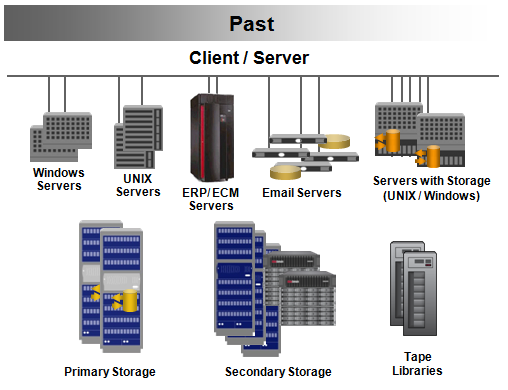 Past
Client / Server
Windows
Servers
UNIX
Servers
ERP/ECM
Servers
Email Servers
Servers with Storage
(UNIX / Windows)
Primary Storage
Secondary Storage
Tape
Libraries